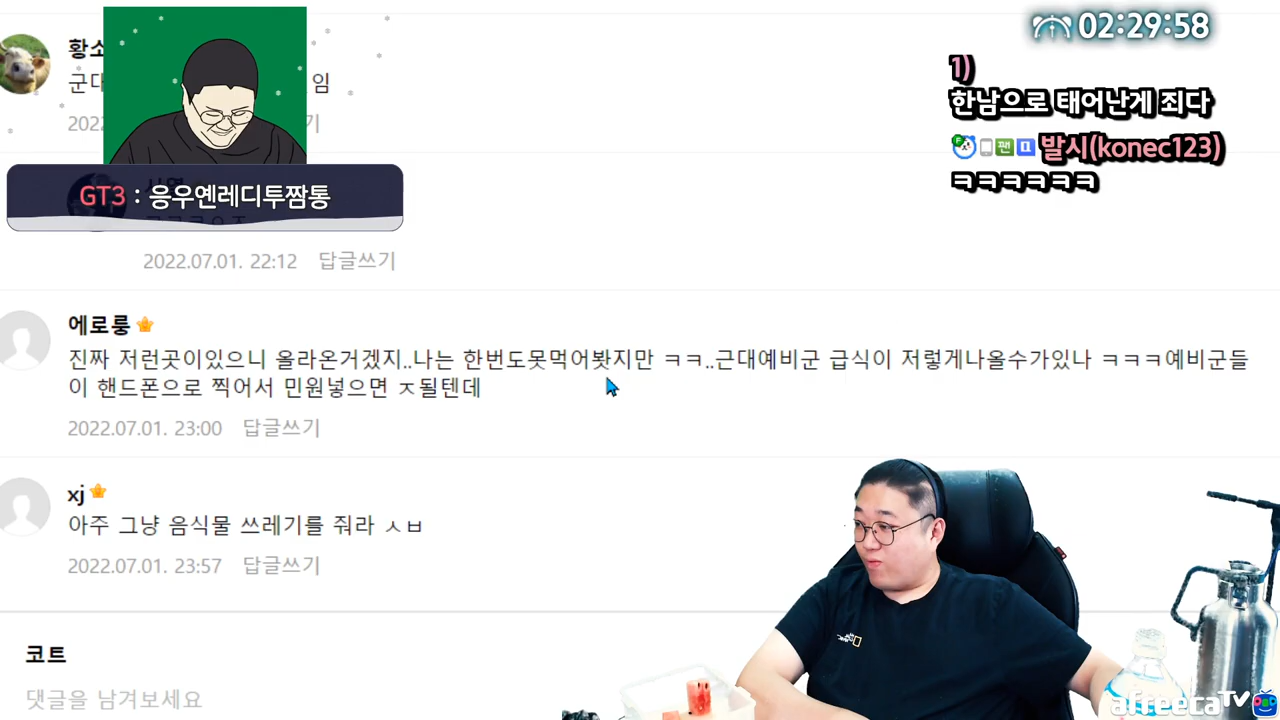 황소
군대 임
2022
GT3 : 응우옌레디투짬통
2022.07.01. 22:12 답글쓰기
에로룽
진짜 저런곳이있으니 올라온거겠지..나는 한번도못먹어봣지만 ㅋㅋ..근대예비군 급식이 저렇게나올수가있나 ㅋㅋㅋ예비군들
이 핸드폰으로 찍어서 민원넣으면 ㅈ될텐데
2022.07.01. 23:00 답글쓰기
xj
아주 그냥 음식물 쓰레기를 줘라 ㅅㅂ
2022.07.01. 23:57 답글쓰기
코트
댓글을 남겨보세요
02:29:58
1)
한남으로 태어난게 죄다
팬 발시(konec123)
ㅋㅋㅋㅋㅋㅋ
afreecaTV